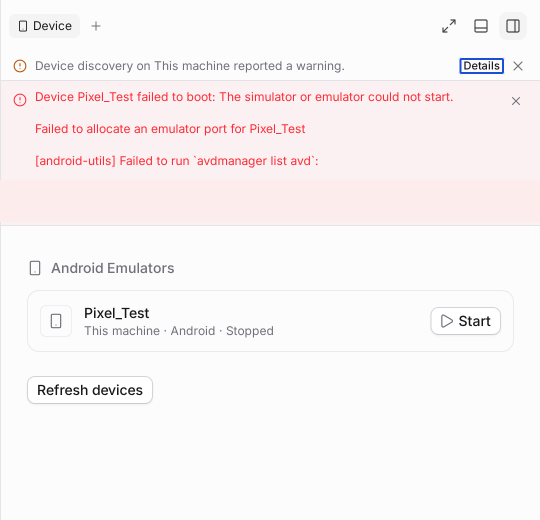 Device
Device discovery on This machine reported a warning.
Details
Device Pixel_Test failed to boot: The simulator or emulator could not start.
Failed to allocate an emulator port for Pixel_Test
[android-utils] Failed to run `avdmanager list avd`:
Android Emulators
Pixel_Test
This machine · Android · Stopped
Start
Refresh devices